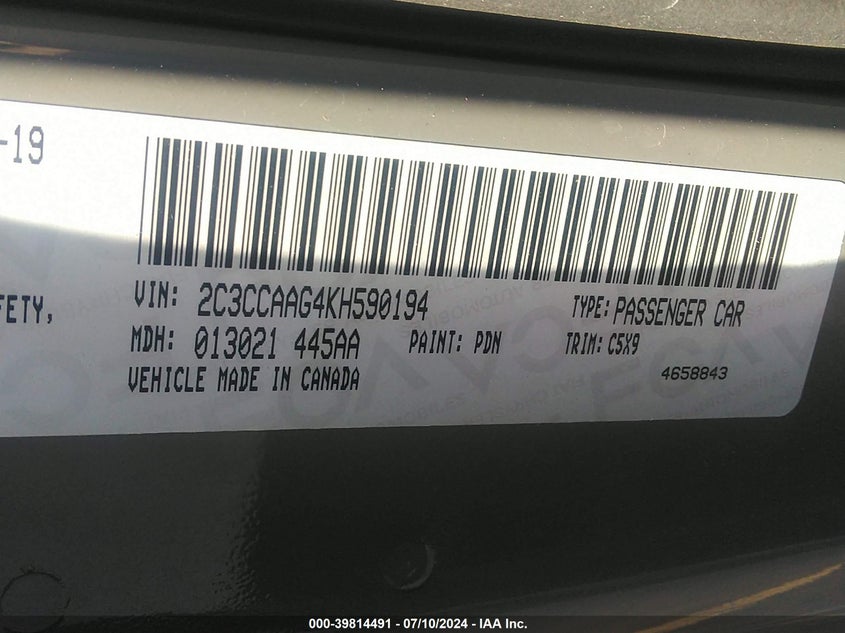 -19
FETY,
VIN: 2C3CCAAG4KH590194 TYPE: PASSENGER CAR
MDH: 013021 445AA PAINT: PDN TRIM: C5X9
VEHICLE MADE IN CANADA 4658843
000-39814491 - 07/10/2024 - IAA Inc.